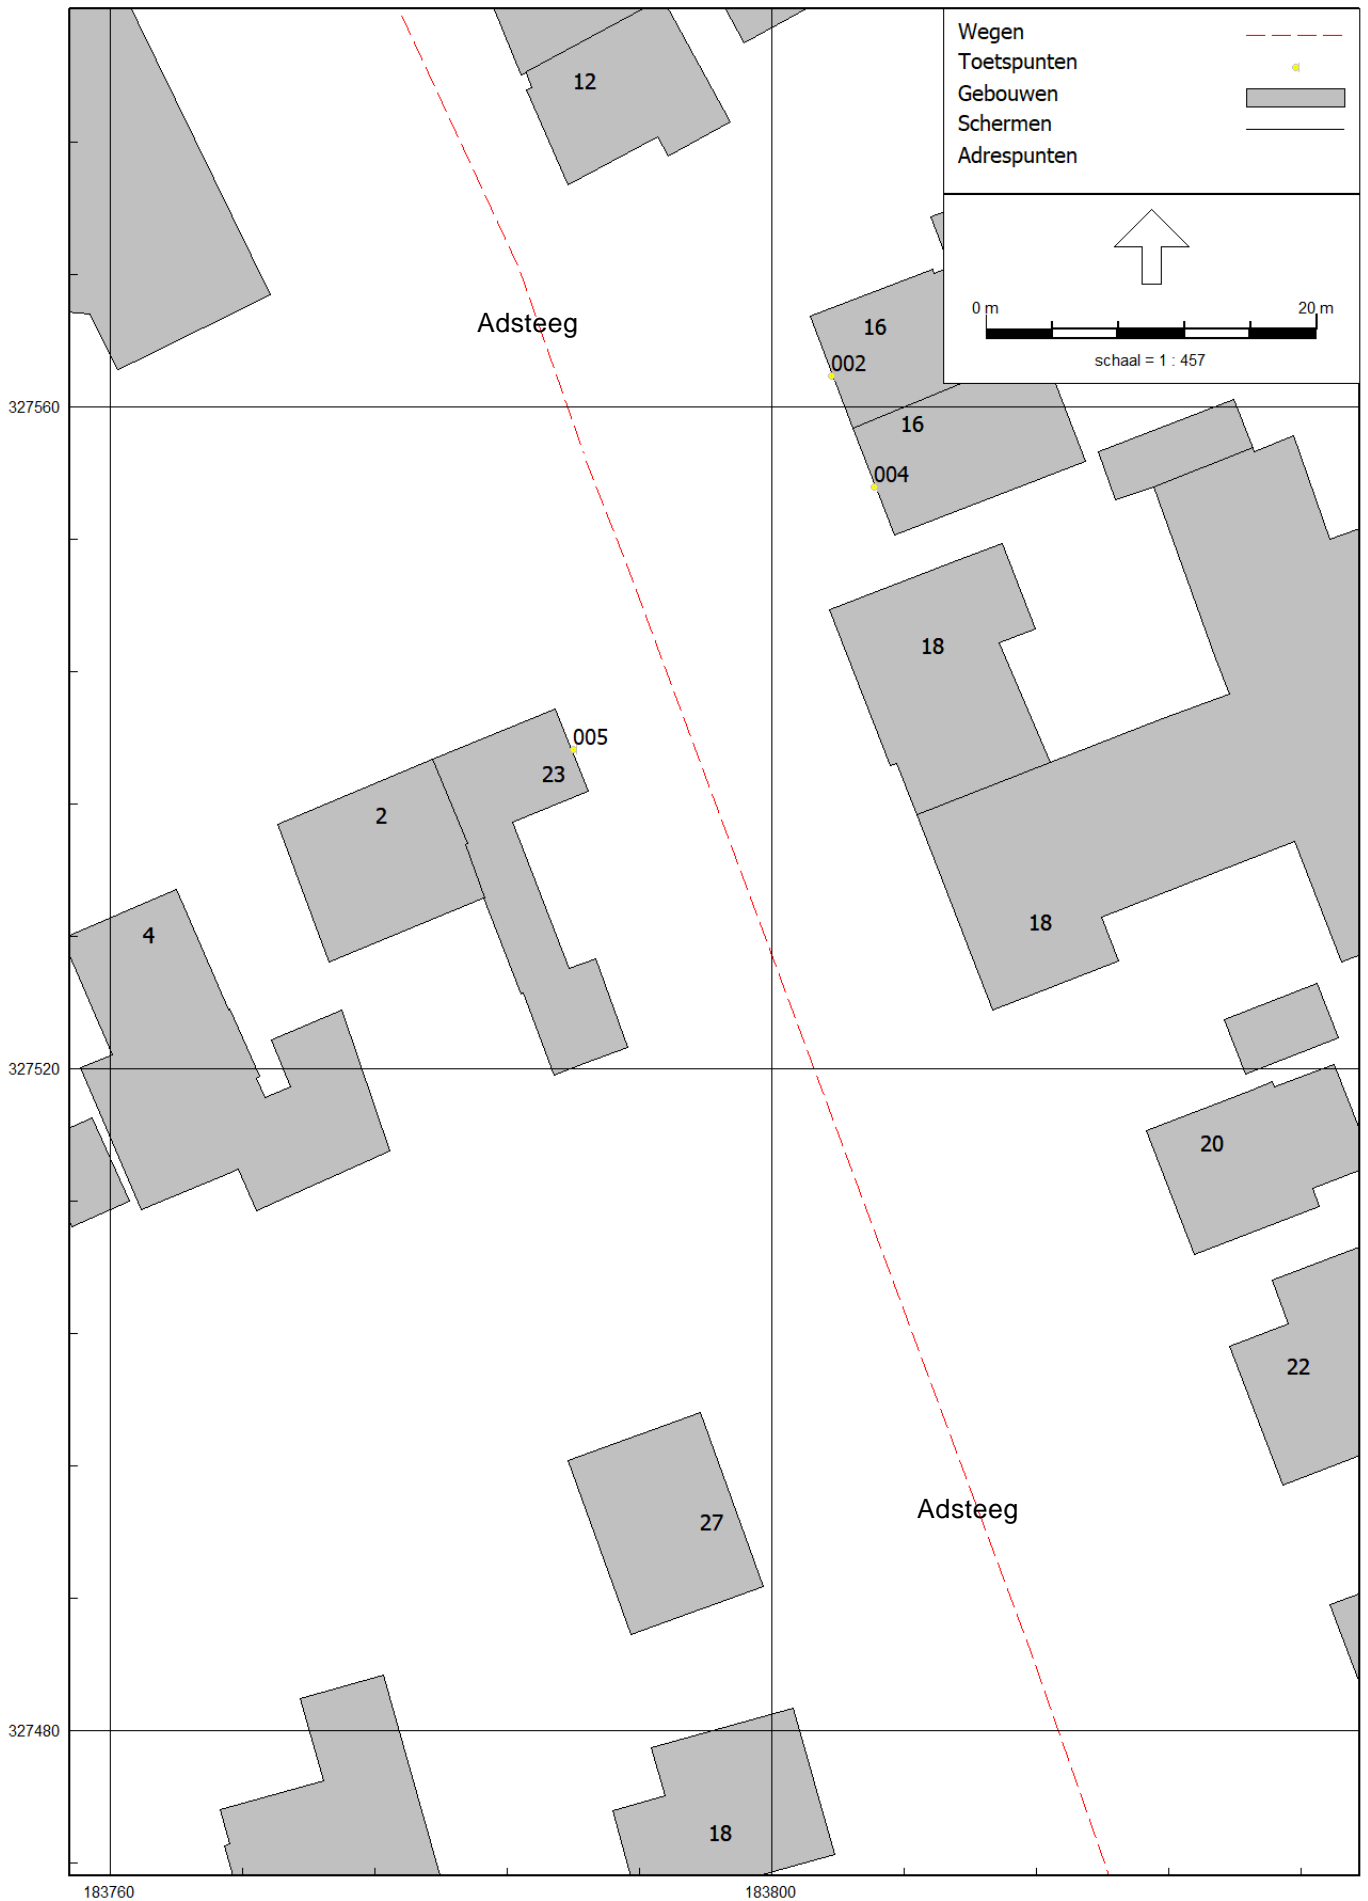 Wegen
Toetspunten
Gebouwen
Schermen
Adrespunten
0 m 20 m
schaal = 1 : 457
12
Adsteeg
16
002
327560
16
004
18
005
23
2
4
18
327520
20
22
27
Adsteeg
327480
18
183760 183800